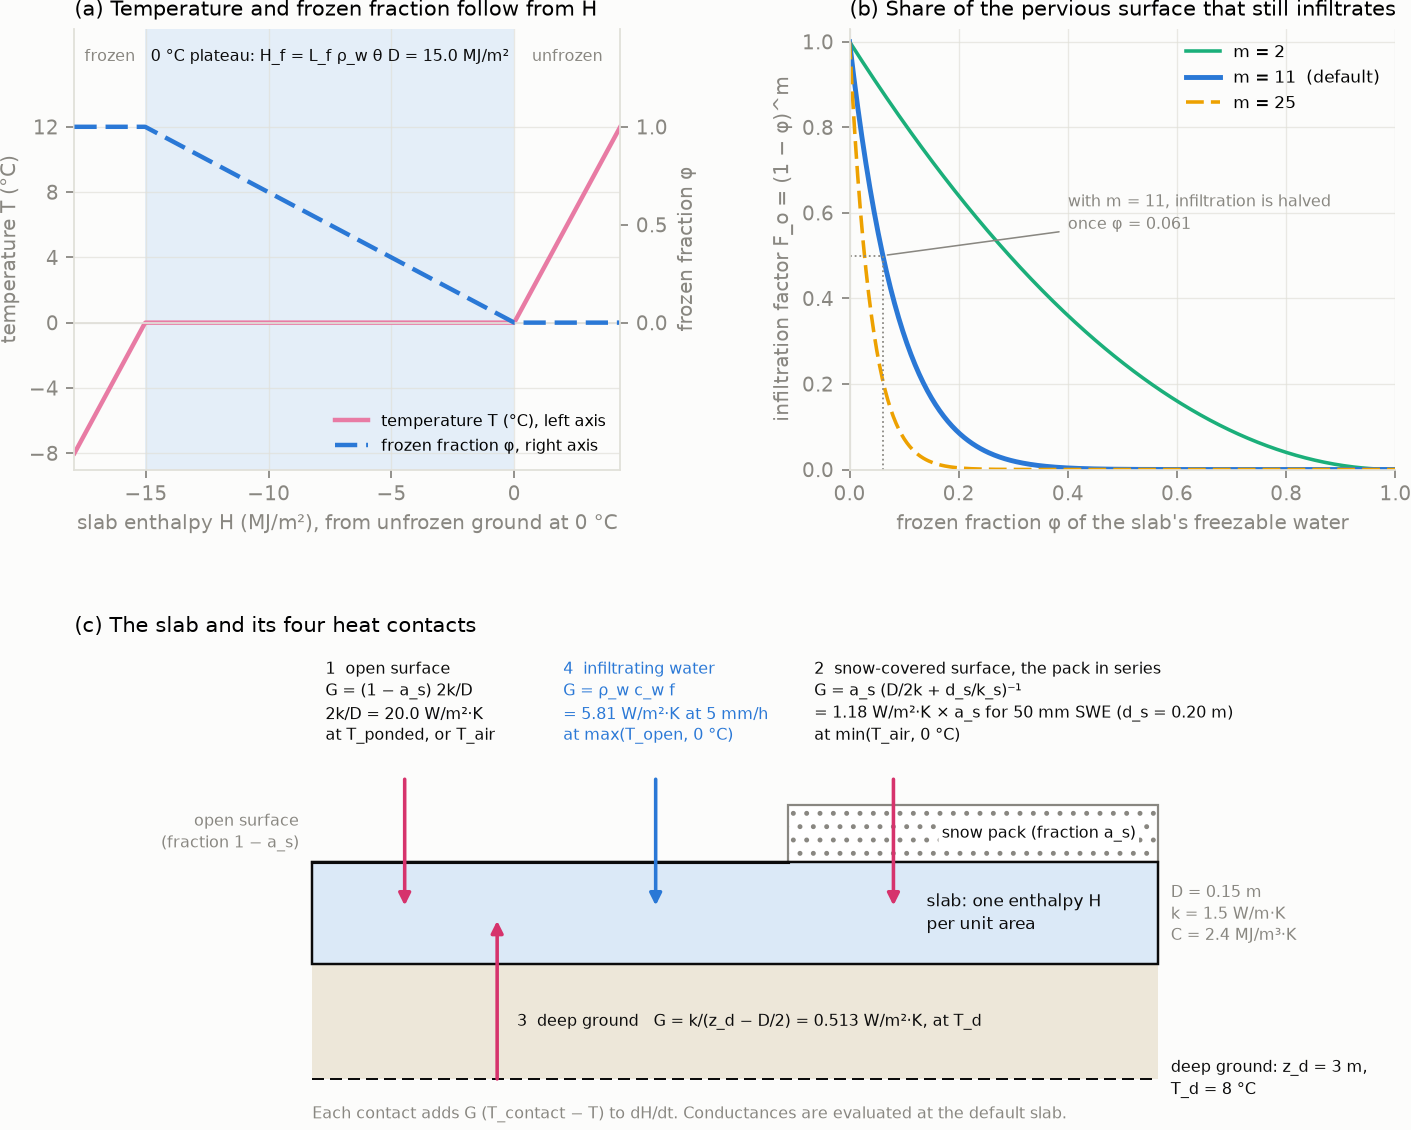 (a) Temperature and frozen fraction follow from H
frozen
0 °C plateau: H_f = L_f ρ_w θ D = 15.0 MJ/m²
unfrozen
12
8
4
0
−4
−8
temperature T (°C)
1.0
0.5
0.0
frozen fraction φ
temperature T (°C), left axis
frozen fraction φ, right axis
−15
−10
−5
0
slab enthalpy H (MJ/m²), from unfrozen ground at 0 °C
(b) Share of the pervious surface that still infiltrates
m = 2
m = 11  (default)
m = 25
1.0
0.8
0.6
0.4
0.2
0.0
infiltration factor F_o = (1 − φ)^m
with m = 11, infiltration is halved
once φ = 0.061
0.0
0.2
0.4
0.6
0.8
1.0
frozen fraction φ of the slab's freezable water
(c) The slab and its four heat contacts
1  open surface
G = (1 − a_s) 2k/D
2k/D = 20.0 W/m²·K
at T_ponded, or T_air
4  infiltrating water
G = ρ_w c_w f
= 5.81 W/m²·K at 5 mm/h
at max(T_open, 0 °C)
2  snow-covered surface, the pack in series
G = a_s (D/2k + d_s/k_s)⁻¹
= 1.18 W/m²·K × a_s for 50 mm SWE (d_s = 0.20 m)
at min(T_air, 0 °C)
open surface
(fraction 1 − a_s)
snow pack (fraction a_s)
slab: one enthalpy H
per unit area
D = 0.15 m
k = 1.5 W/m·K
C = 2.4 MJ/m³·K
3  deep ground   G = k/(z_d − D/2) = 0.513 W/m²·K, at T_d
deep ground: z_d = 3 m,
T_d = 8 °C
Each contact adds G (T_contact − T) to dH/dt. Conductances are evaluated at the default slab.